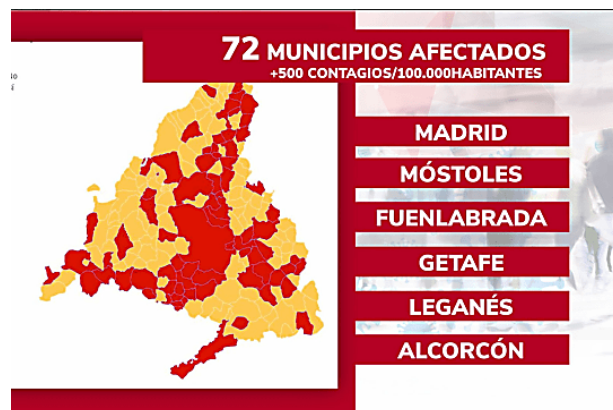 72 MUNICIPIOS AFECTADOS
+500 CONTAGIOS/100.000HABITANTES
MADRID
MÓSTOLES
FUENLABRADA
GETAFE
LEGANÉS
ALCORCÓN